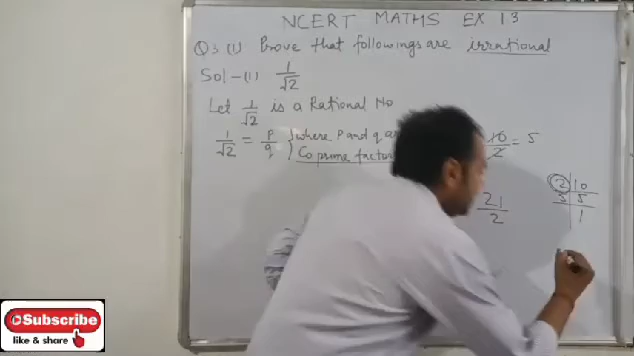 NCERT MATHS EX 1.3
Q3 (1) Prove that followings are irrational
Sol - (1) 1/√2
Let 1/√2 is a Rational No
1/√2 = P/q } where P and q
Co prime factor
10/2 = 5
21/2
2 | 10
5 | 5
1
Subscribe
like & share